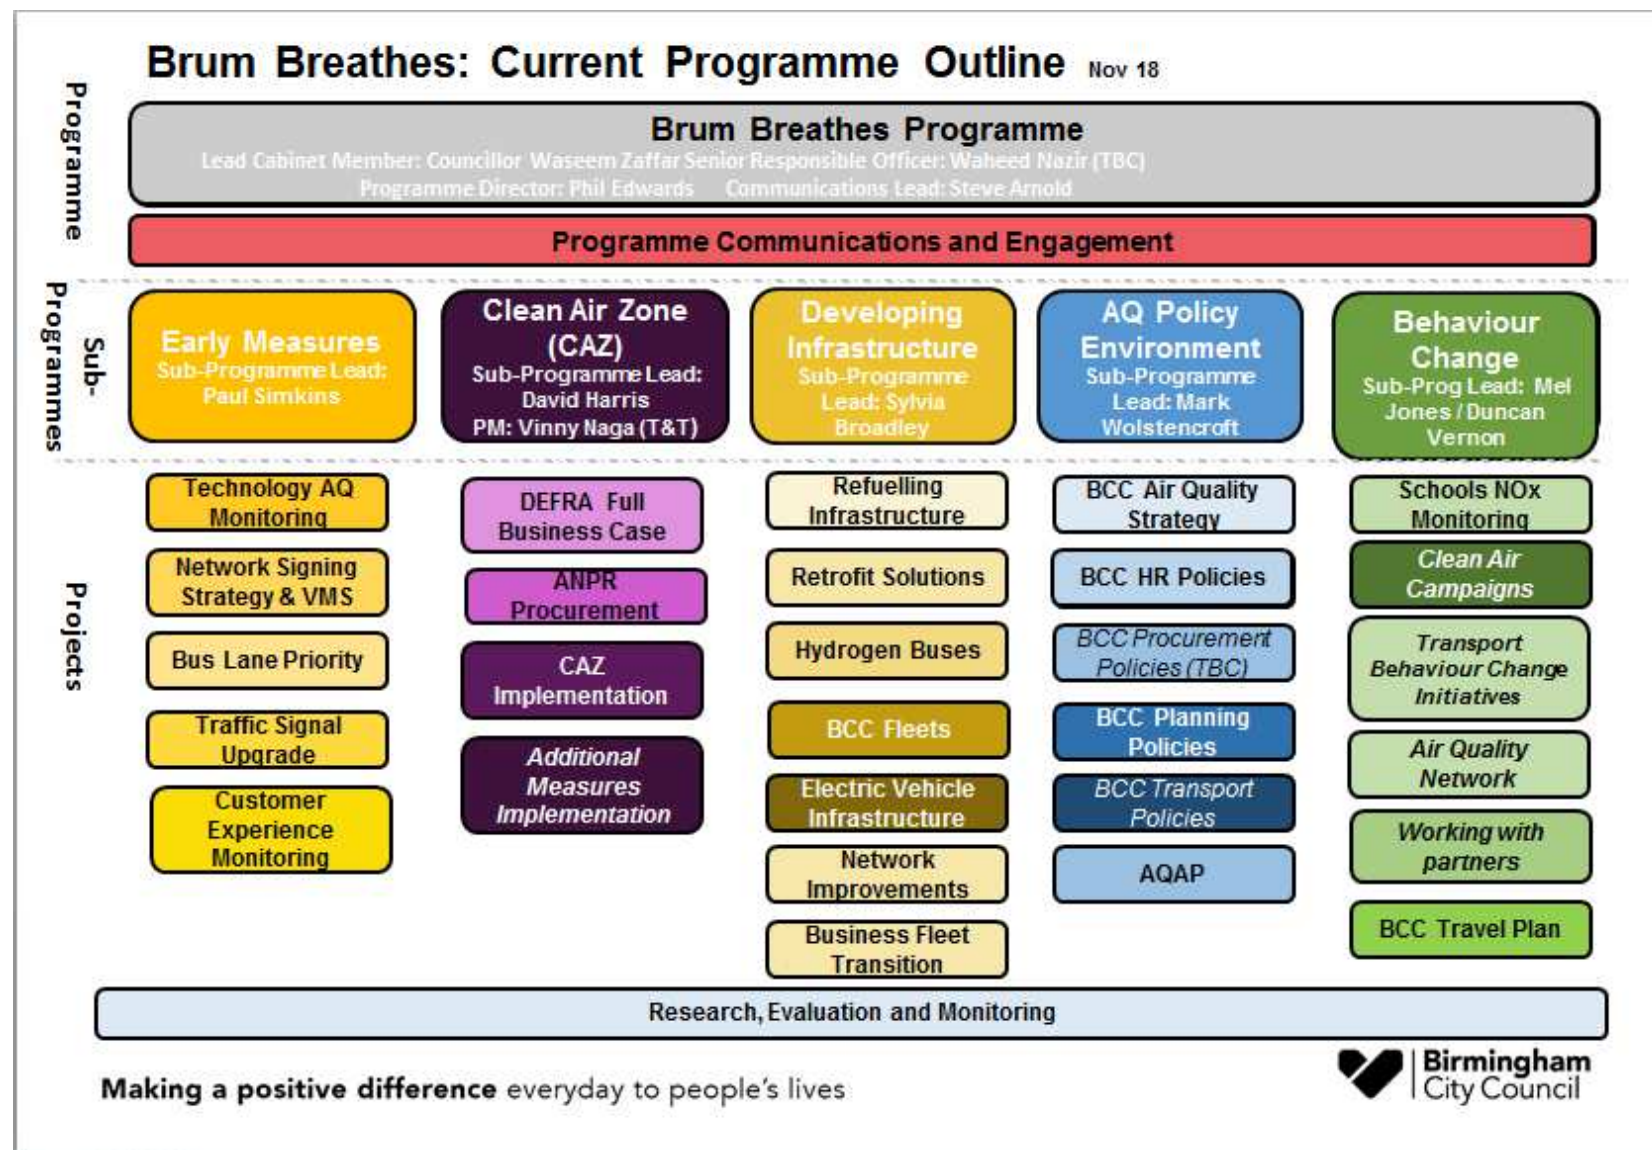 Brum Breathes: Current Programme Outline Nov 18
Programme
Brum Breathes Programme
Lead Cabinet Member: Councillor Waseem Zaffar Senior Responsible Officer: Waheed Nazir (TBC)
Programme Director: Phil Edwards Communications Lead: Steve Arnold
Programme Communications and Engagement
Sub-
Programmes
Early Measures
Sub-Programme Lead:
Paul Simkins
Clean Air Zone
(CAZ)
Sub-Programme Lead:
David Harris
PM: Vinny Naga (T&T)
Developing
Infrastructure
Sub-Programme
Lead: Sylvia
Broadley
AQ Policy
Environment
Sub-Programme
Lead: Mark
Wolstencroft
Behaviour
Change
Sub-Prog Lead: Mel
Jones / Duncan
Vernon
Projects
Technology AQ
Monitoring
Network Signing
Strategy & VMS
Bus Lane Priority
Traffic Signal
Upgrade
Customer
Experience
Monitoring
DEFRA Full
Business Case
ANPR
Procurement
CAZ
Implementation
Additional
Measures
Implementation
Refuelling
Infrastructure
Retrofit Solutions
Hydrogen Buses
BCC Fleets
Electric Vehicle
Infrastructure
Network
Improvements
Business Fleet
Transition
BCC Air Quality
Strategy
BCC HR Policies
BCC Procurement
Policies (TBC)
BCC Planning
Policies
BCC Transport
Policies
AQAP
Schools NOx
Monitoring
Clean Air
Campaigns
Transport
Behaviour Change
Initiatives
Air Quality
Network
Working with
partners
BCC Travel Plan
Research, Evaluation and Monitoring
Making a positive difference everyday to people's lives
Birmingham
City Council